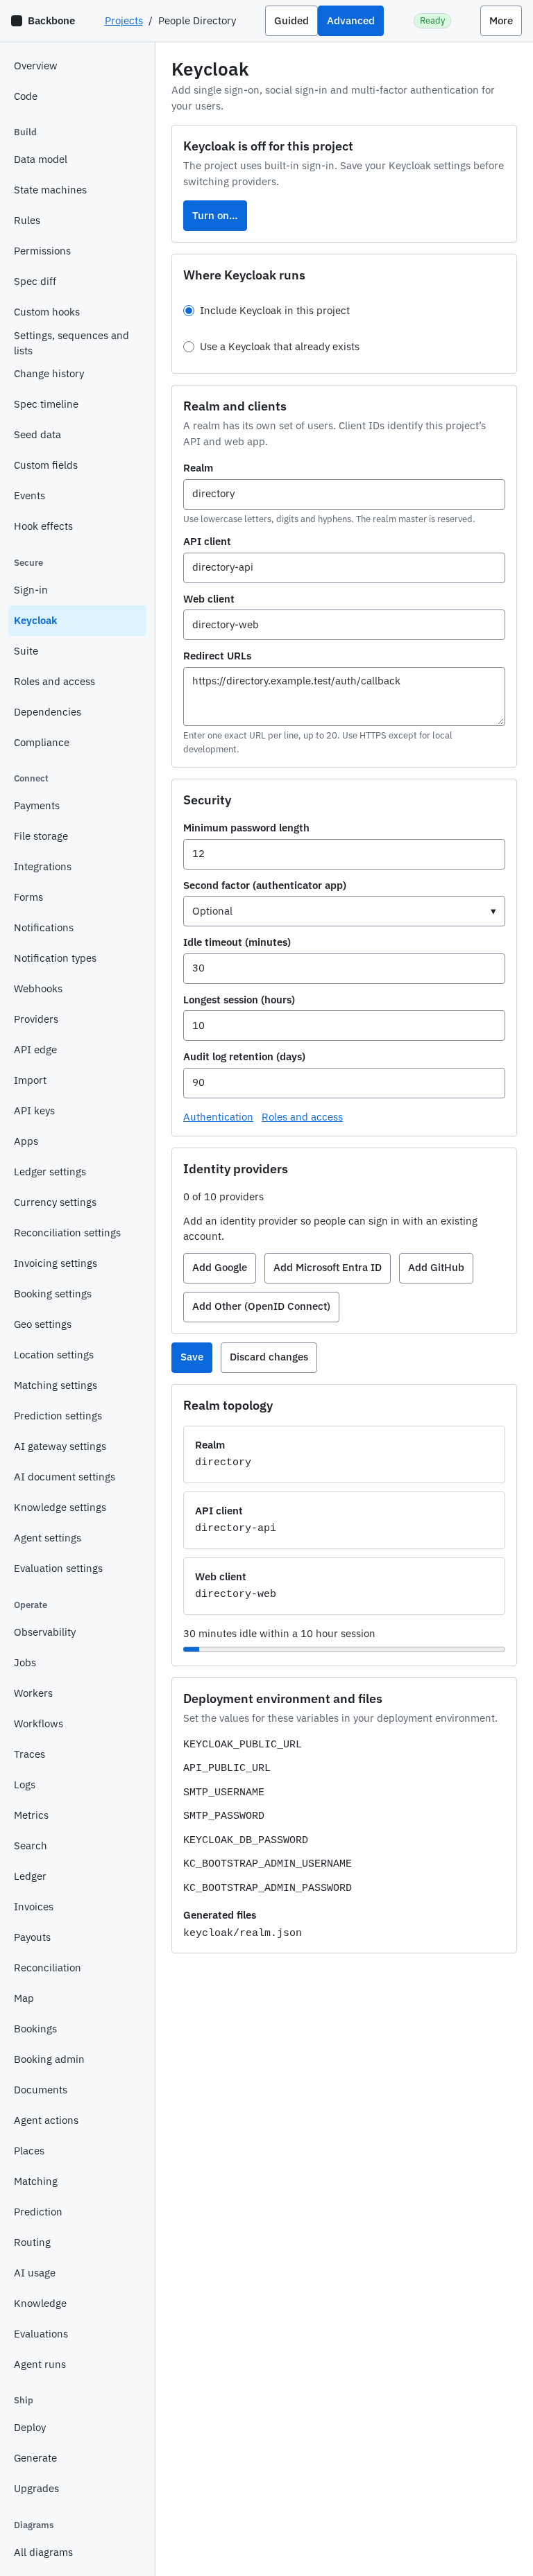 Backbone
Projects / People Directory
Guided
Advanced
Ready
More
Overview
Code
Build
Data model
State machines
Rules
Permissions
Spec diff
Custom hooks
Settings, sequences and
lists
Change history
Spec timeline
Seed data
Custom fields
Events
Hook effects
Secure
Sign-in
Keycloak
Suite
Roles and access
Dependencies
Compliance
Connect
Payments
File storage
Integrations
Forms
Notifications
Notification types
Webhooks
Providers
API edge
Import
API keys
Apps
Ledger settings
Currency settings
Reconciliation settings
Invoicing settings
Booking settings
Geo settings
Location settings
Matching settings
Prediction settings
AI gateway settings
AI document settings
Knowledge settings
Agent settings
Evaluation settings
Operate
Observability
Jobs
Workers
Workflows
Traces
Logs
Metrics
Search
Ledger
Invoices
Payouts
Reconciliation
Map
Bookings
Booking admin
Documents
Agent actions
Places
Matching
Prediction
Routing
AI usage
Knowledge
Evaluations
Agent runs
Ship
Deploy
Generate
Upgrades
Diagrams
All diagrams
Keycloak
Add single sign-on, social sign-in and multi-factor authentication for
your users.
Keycloak is off for this project
The project uses built-in sign-in. Save your Keycloak settings before
switching providers.
Turn on...
Where Keycloak runs
Include Keycloak in this project
Use a Keycloak that already exists
Realm and clients
A realm has its own set of users. Client IDs identify this project's
API and web app.
Realm
directory
Use lowercase letters, digits and hyphens. The realm master is reserved.
API client
directory-api
Web client
directory-web
Redirect URLs
https://directory.example.test/auth/callback
Enter one exact URL per line, up to 20. Use HTTPS except for local
development.
Security
Minimum password length
12
Second factor (authenticator app)
Optional
Idle timeout (minutes)
30
Longest session (hours)
10
Audit log retention (days)
90
Authentication Roles and access
Identity providers
0 of 10 providers
Add an identity provider so people can sign in with an existing
account.
Add Google
Add Microsoft Entra ID
Add GitHub
Add Other (OpenID Connect)
Save
Discard changes
Realm topology
Realm
directory
API client
directory-api
Web client
directory-web
30 minutes idle within a 10 hour session
Deployment environment and files
Set the values for these variables in your deployment environment.
KEYCLOAK_PUBLIC_URL
API_PUBLIC_URL
SMTP_USERNAME
SMTP_PASSWORD
KEYCLOAK_DB_PASSWORD
KC_BOOTSTRAP_ADMIN_USERNAME
KC_BOOTSTRAP_ADMIN_PASSWORD
Generated files
keycloak/realm.json